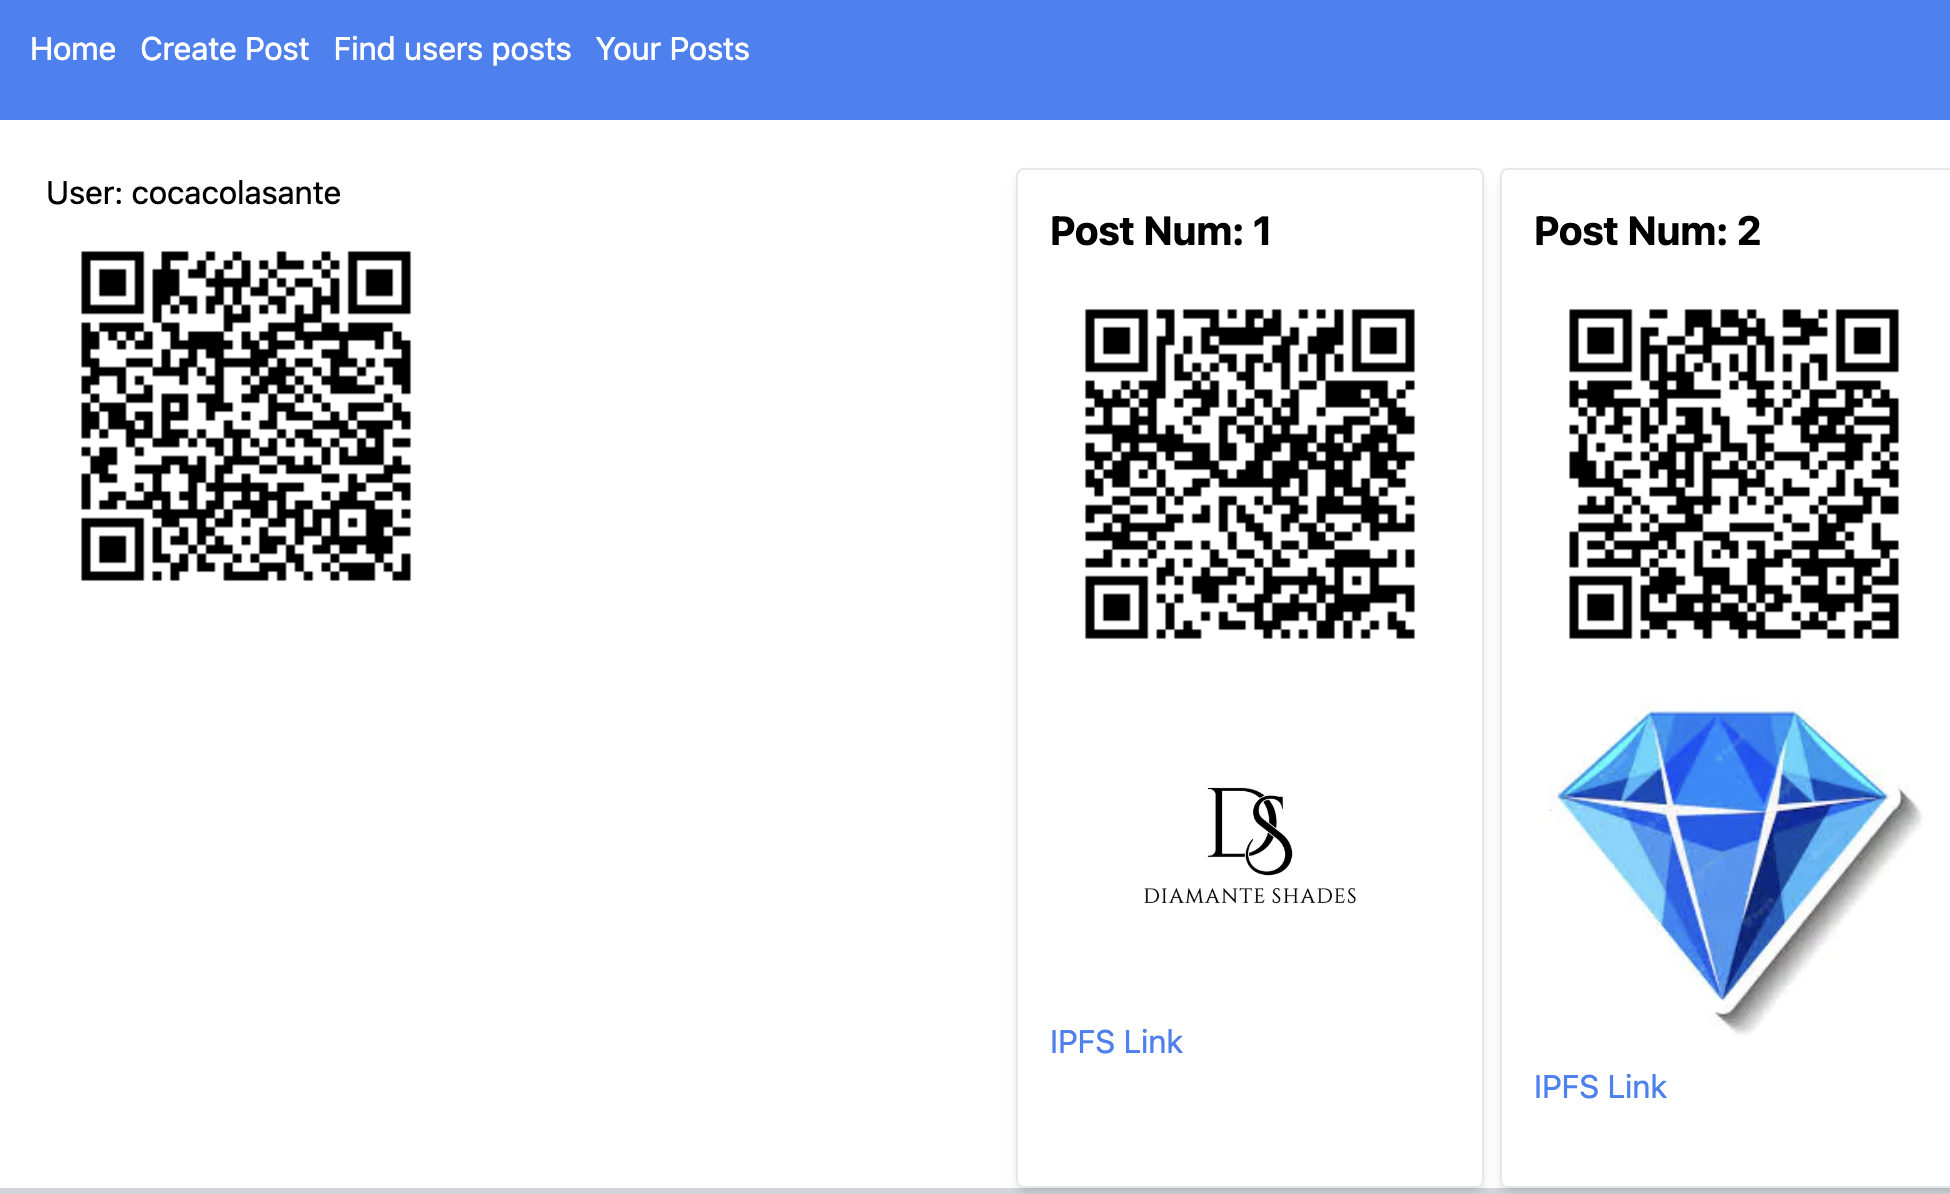 Home Create Post Find users posts Your Posts
User: cocacolasante
Post Num: 1
DS
DIAMANTE SHADES
IPFS Link
Post Num: 2
IPFS Link